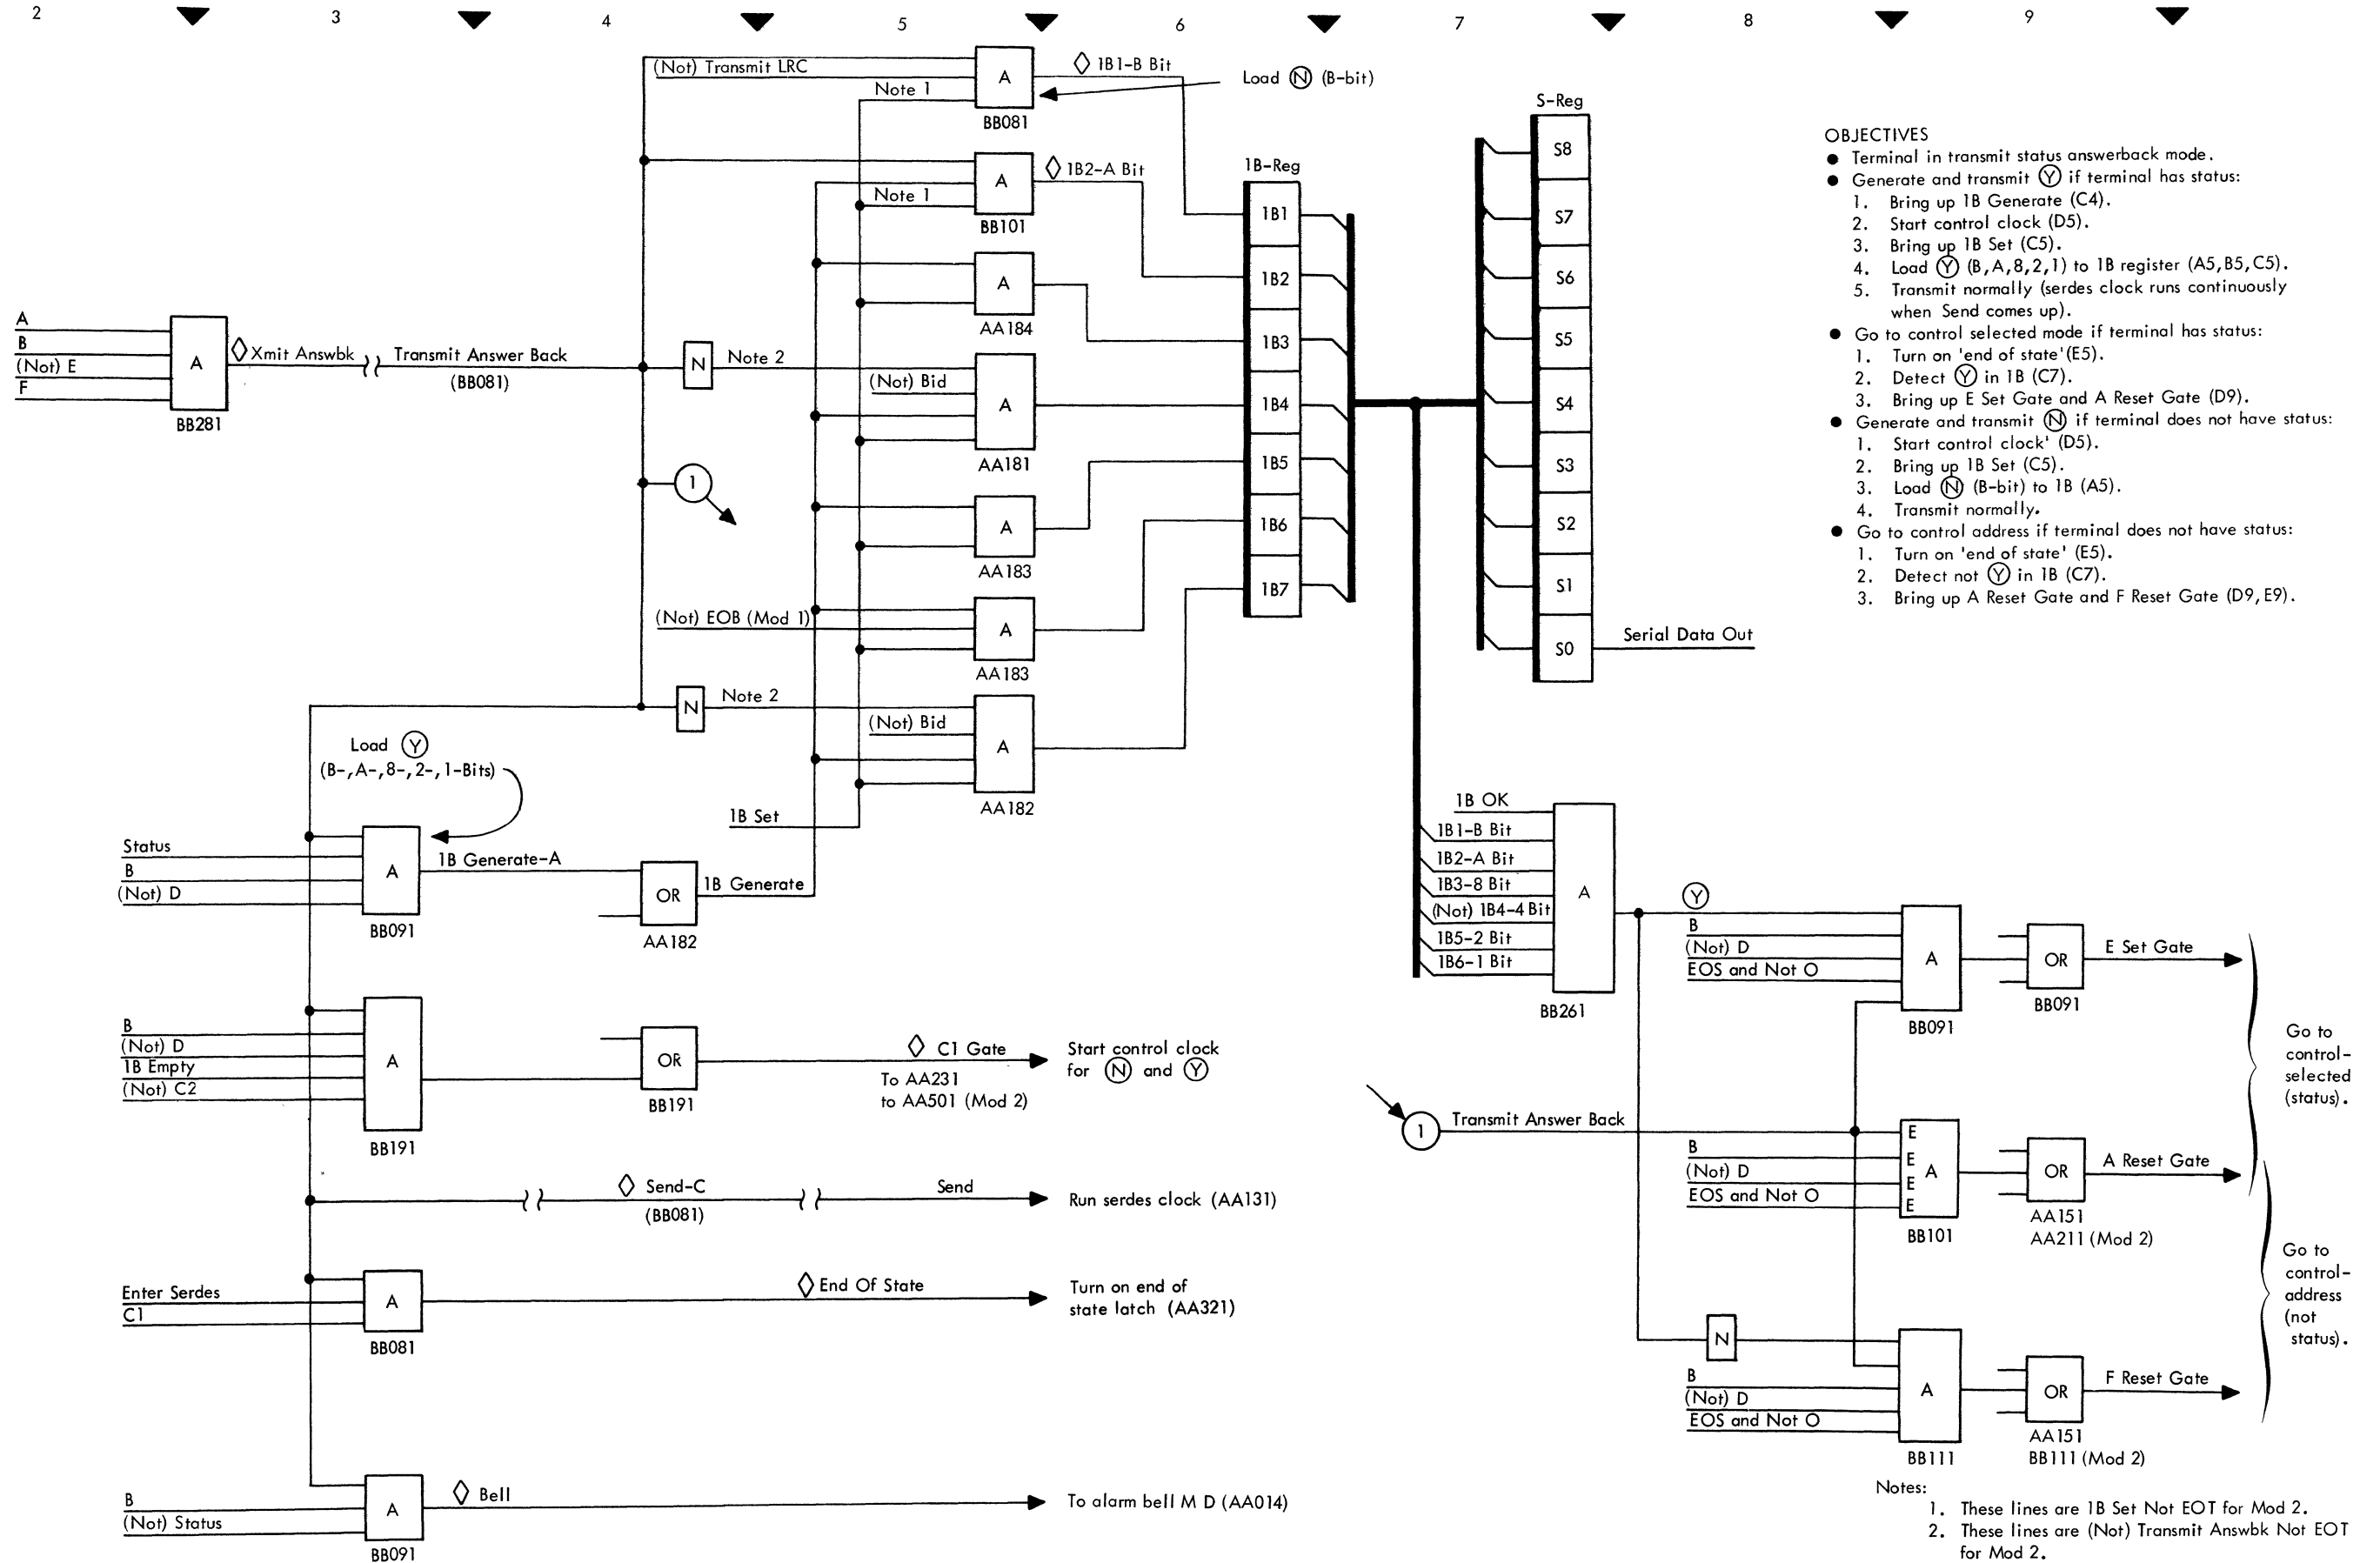 2 3 4 5 6 7 8 9
(Not) Transmit LRC
A
1B1-B Bit
Load N (B-bit)
Note 1
BB081
A
1B2-A Bit
Note 1
BB101
A
AA184
A
B
(Not) E
F
A
BB281
Xmit Answbk
Transmit Answer Back
(BB081)
N
Note 2
(Not) Bid
A
AA181
1
A
AA183
(Not) EOB (Mod 1)
A
AA183
N
Note 2
(Not) Bid
A
AA182
1B-Reg
1B1
1B2
1B3
1B4
1B5
1B6
1B7
S-Reg
S8
S7
S6
S5
S4
S3
S2
S1
S0
Serial Data Out
OBJECTIVES
● Terminal in transmit status answerback mode.
● Generate and transmit Y if terminal has status:
1. Bring up 1B Generate (C4).
2. Start control clock (D5).
3. Bring up 1B Set (C5).
4. Load Y (B,A,8,2,1) to 1B register (A5,B5,C5).
5. Transmit normally (serdes clock runs continuously
when Send comes up).
● Go to control selected mode if terminal has status:
1. Turn on 'end of state'(E5).
2. Detect Y in 1B (C7).
3. Bring up E Set Gate and A Reset Gate (D9).
● Generate and transmit N if terminal does not have status:
1. Start control clock' (D5).
2. Bring up 1B Set (C5).
3. Load N (B-bit) to 1B (A5).
4. Transmit normally.
● Go to control address if terminal does not have status:
1. Turn on 'end of state' (E5).
2. Detect not Y in 1B (C7).
3. Bring up A Reset Gate and F Reset Gate (D9,E9).
Load Y
(B-,A-,8-,2-,1-Bits)
1B Set
Status
B
(Not) D
A
BB091
1B Generate-A
OR
AA182
1B Generate
B
(Not) D
1B Empty
(Not) C2
A
BB191
OR
BB191
C1 Gate
To AA231
to AA501 (Mod 2)
Start control clock
for N and Y
Send-C
(BB081)
Send
Run serdes clock (AA131)
Enter Serdes
C1
A
BB081
End Of State
Turn on end of
state latch (AA321)
B
(Not) Status
A
BB091
Bell
To alarm bell M D (AA014)
1B OK
1B1-B Bit
1B2-A Bit
1B3-8 Bit
(Not) 1B4-4 Bit
1B5-2 Bit
1B6-1 Bit
A
BB261
Y
B
(Not) D
EOS and Not O
A
BB091
OR
BB091
E Set Gate
Go to
control-
selected
(status).
1
Transmit Answer Back
B
(Not) D
EOS and Not O
E
E
E
E
A
BB101
OR
AA151
AA211 (Mod 2)
A Reset Gate
Go to
control-
address
(not
status).
N
B
(Not) D
EOS and Not O
A
BB111
OR
AA151
BB111 (Mod 2)
F Reset Gate
Notes:
1. These lines are 1B Set Not EOT for Mod 2.
2. These lines are (Not) Transmit Answbk Not EOT
for Mod 2.